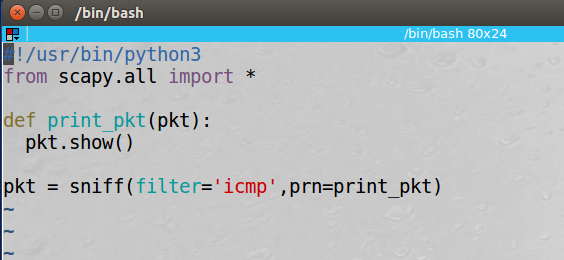 /bin/bash
/bin/bash 80x24
#!/usr/bin/python3
from scapy.all import *

def print_pkt(pkt):
  pkt.show()

pkt = sniff(filter='icmp',prn=print_pkt)
~
~
~